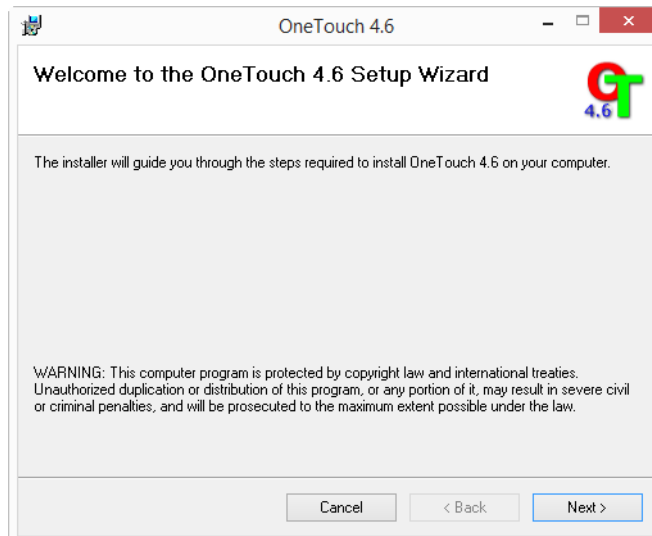 OneTouch 4.6
Welcome to the OneTouch 4.6 Setup Wizard
OT
4.6
The installer will guide you through the steps required to install OneTouch 4.6 on your computer.
WARNING: This computer program is protected by copyright law and international treaties.
Unauthorized duplication or distribution of this program, or any portion of it, may result in severe civil
or criminal penalties, and will be prosecuted to the maximum extent possible under the law.
Cancel
< Back
Next >